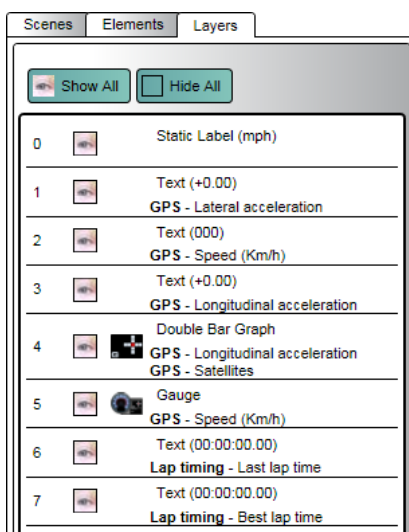 Scenes Elements Layers
Show All Hide All
0 Static Label (mph)
1 Text (+0.00)
GPS - Lateral acceleration
2 Text (000)
GPS - Speed (Km/h)
3 Text (+0.00)
GPS - Longitudinal acceleration
4 Double Bar Graph
GPS - Longitudinal acceleration
GPS - Satellites
5 Gauge
GPS - Speed (Km/h)
6 Text (00:00:00.00)
Lap timing - Last lap time
7 Text (00:00:00.00)
Lap timing - Best lap time